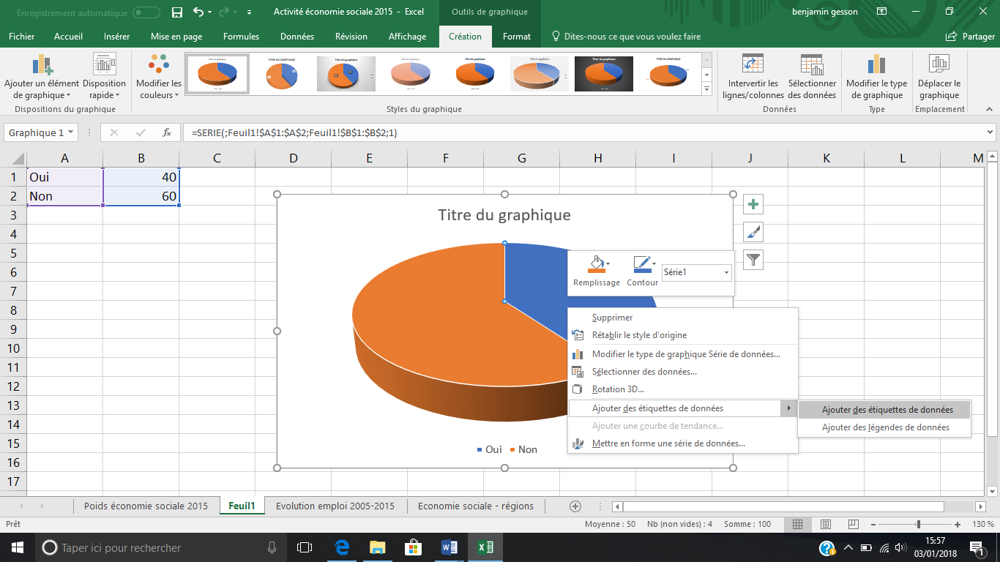 Enregistrement automatique
Activité économie sociale 2015 - Excel
Outils de graphique
benjamin gesson
Fichier Accueil Insérer Mise en page Formules Données Révision Affichage Création Format Dites-nous ce que vous voulez faire Partager
Ajouter un élément de graphique
Disposition rapide
Modifier les couleurs
Intervertir les lignes/colonnes
Sélectionner des données
Modifier le type de graphique
Déplacer le graphique
Dispositions du graphique
Styles du graphique
Données
Type
Emplacement
Graphique 1
fx
=SERIE(;Feuil1!$A$1:$A$2;Feuil1!$B$1:$B$2;1)
A B C D E F G H I J K L M
1 Oui 40
2 Non 60
3
4
5
6
7
8
9
10
11
12
13
14
15
16
17
Titre du graphique
Oui Non
Remplissage
Contour
Série1
Supprimer
Rétablir le style d'origine
Modifier le type de graphique Série de données...
Sélectionner des données...
Rotation 3D...
Ajouter des étiquettes de données
Ajouter une courbe de tendance...
Mettre en forme une série de données...
Ajouter des étiquettes de données
Ajouter des légendes de données
Poids économie sociale 2015
Feuil1
Evolution emploi 2005-2015
Economie sociale - régions
Prêt
Moyenne : 50 Nb (non vides) : 4 Somme : 100
130 %
Taper ici pour rechercher
15:57
03/01/2018
1